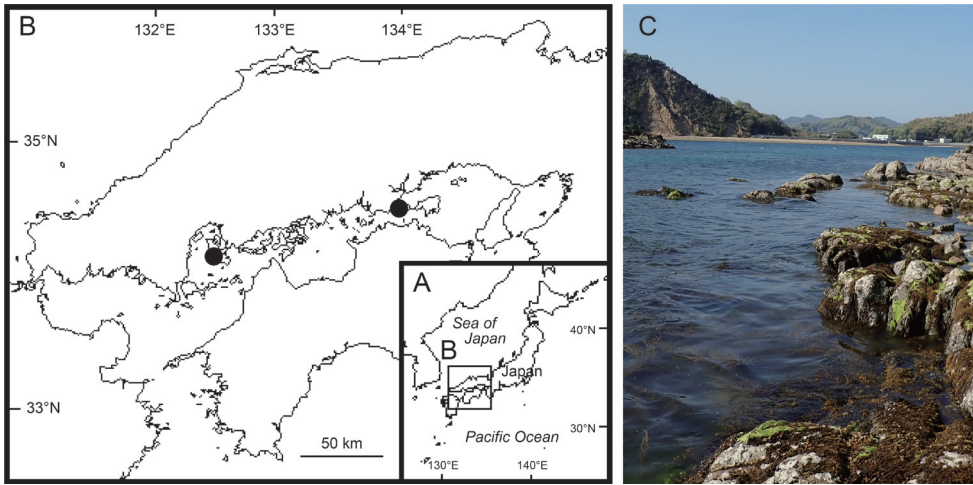 B
132°E
133°E
134°E
35°N
33°N
50 km
A
Sea of
Japan
B
Japan
Pacific Ocean
40°N
30°N
130°E
140°E
C